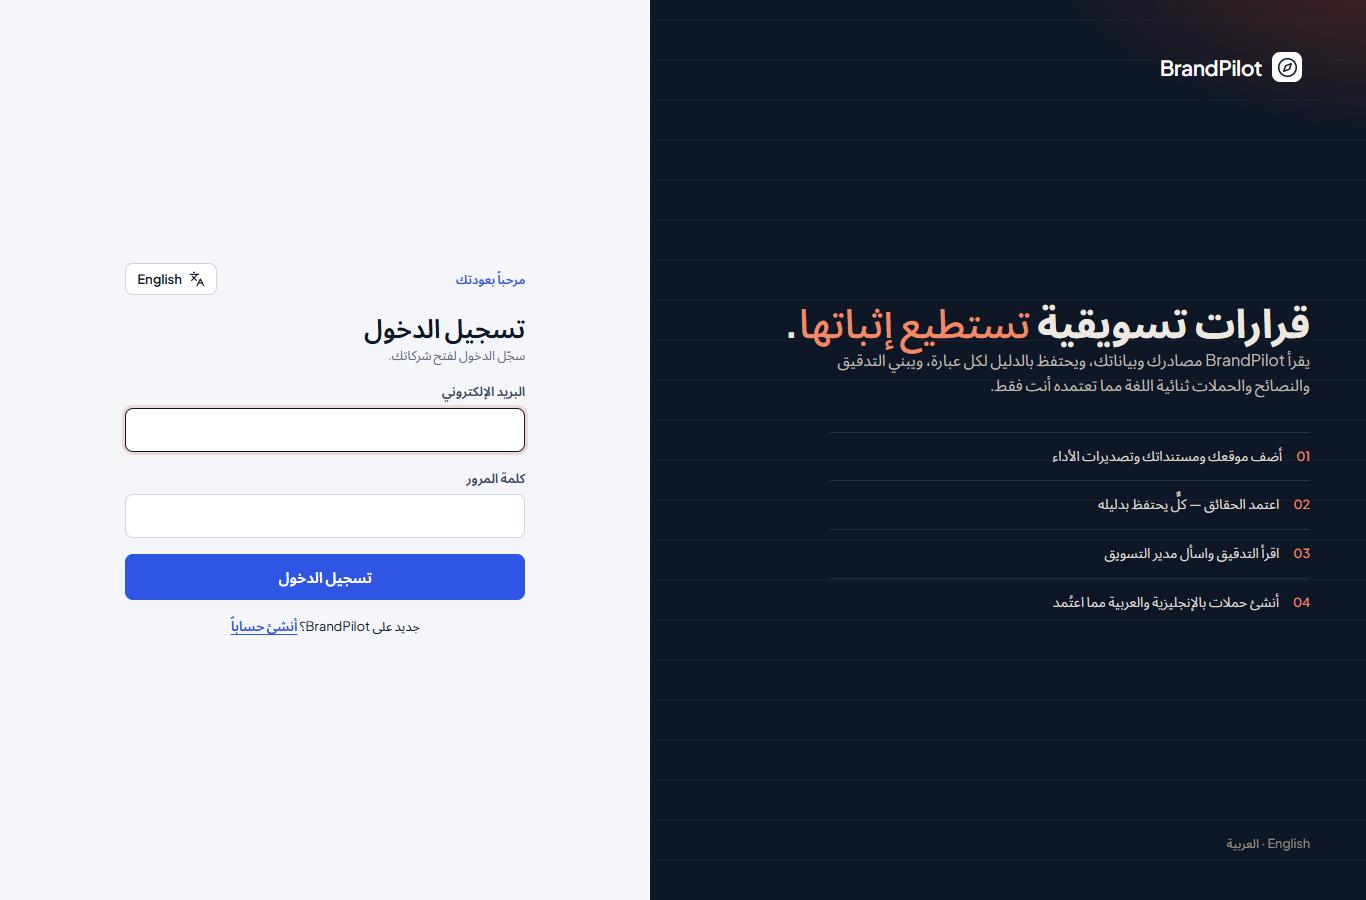 BrandPilot
قرارات تسويقية تستطيع إثباتها.
يقرأ BrandPilot مصادرك وبياناتك، ويحتفظ بالدليل لكل عبارة، ويبني التدقيق
والنصائح والحملات ثنائية اللغة مما تعتمده أنت فقط.
01 أضف موقعك ومستنداتك وتصديرات الأداء
02 اعتمد الحقائق — كلٌّ يحتفظ بدليله
03 اقرأ التدقيق واسأل مدير التسويق
04 أنشئ حملات بالإنجليزية والعربية مما اعتُمد
English · العربية
مرحباً بعودتك
English
تسجيل الدخول
سجّل الدخول لفتح شركاتك.
البريد الإلكتروني
كلمة المرور
تسجيل الدخول
جديد على BrandPilot؟ أنشئ حساباً